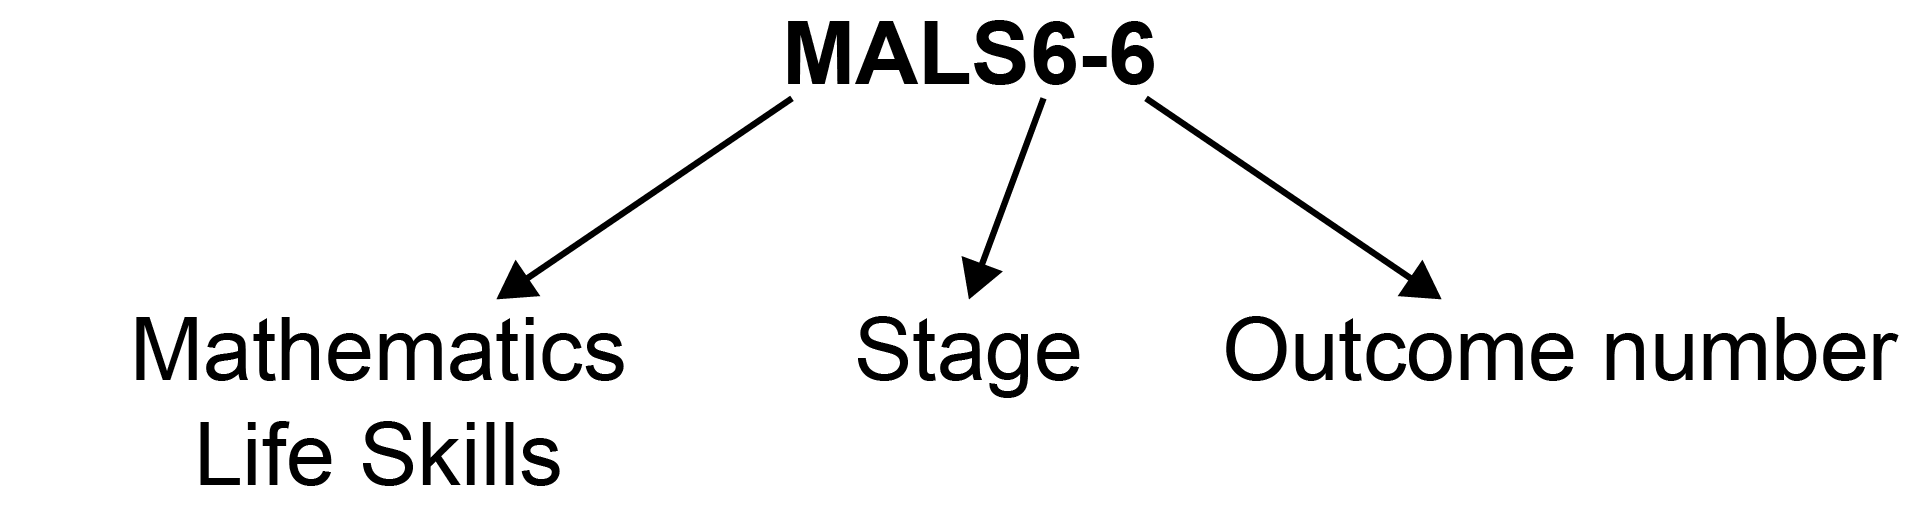 MALS6-6
Mathematics
Life Skills
Stage
Outcome number